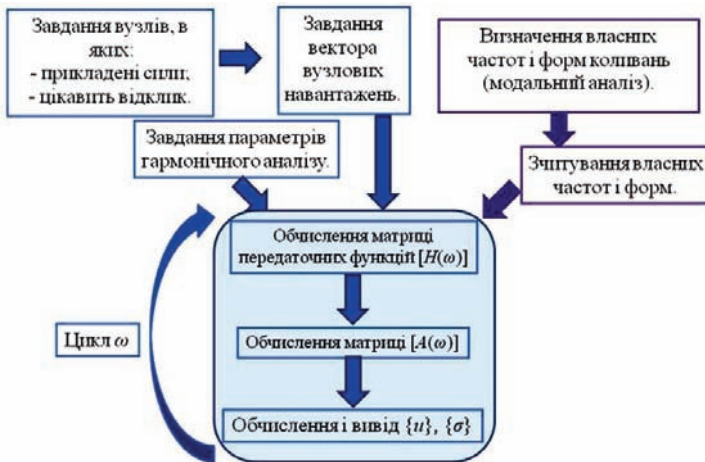 Завдання вузлів, в
яких:
- прикладені сили;
- цікавить відклик.
Завдання
вектора
вузлових
навантажень.
Визначення власних
частот і форм коливань
(модальний аналіз).
Завдання параметрів
гармонічного аналізу.
Зчитування власних
частот і форм.
Обчислення матриці
передаточних функцій [H(ω)]
Цикл ω
Обчислення матриці [A(ω)]
Обчислення і вивід {u}, {σ}